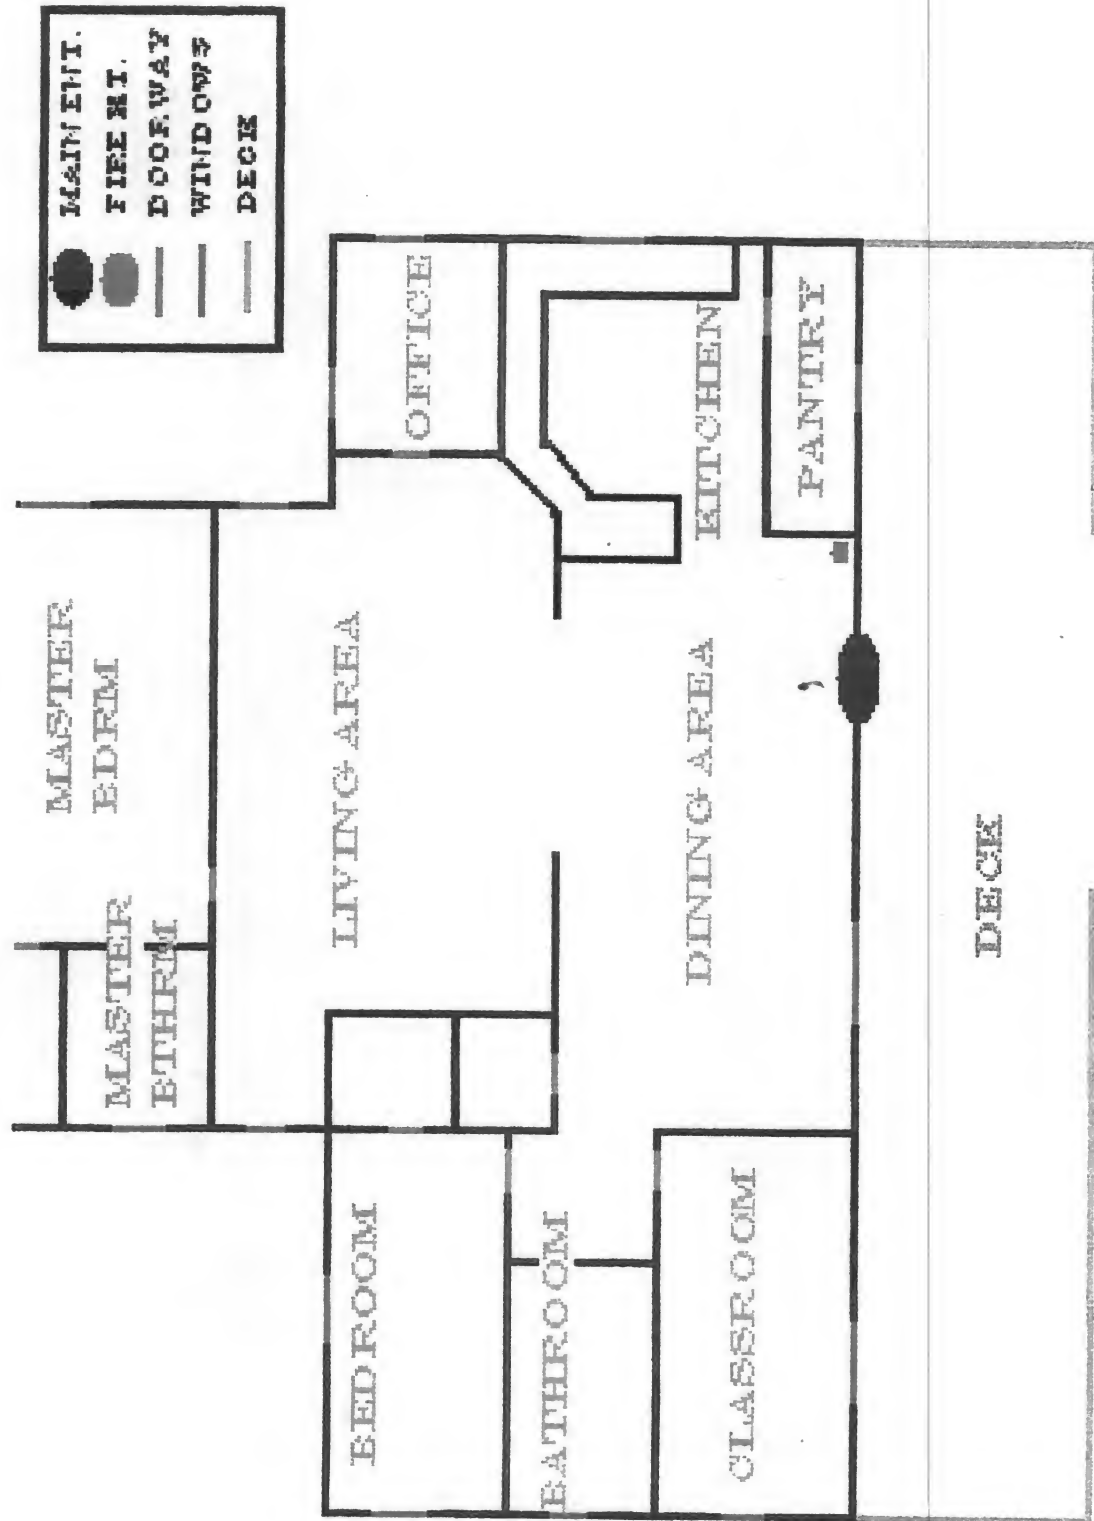 MAIN ENT.
FIRE EXT.
DOORWAY
WINDOWS
DECK
MASTER
BDRM
MASTER
BTHRM
LIVING AREA
OFFICE
KITCHEN
PANTRY
DINING AREA
BEDROOM
BATHROOM
CLASSROOM
DECK